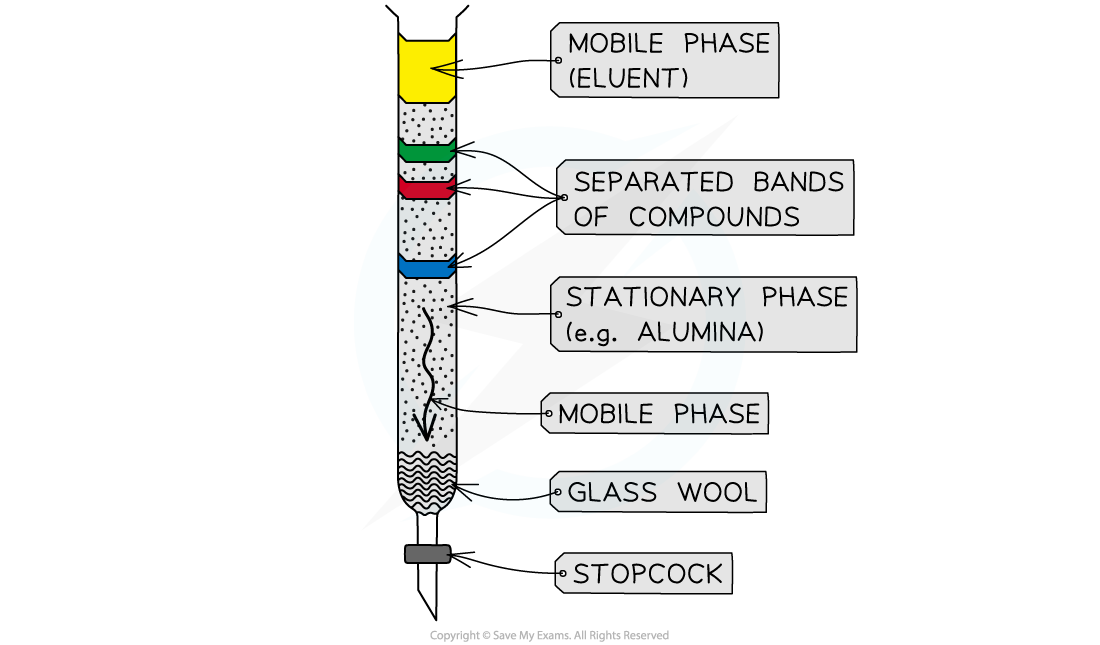 MOBILE PHASE
(ELUENT)
SEPARATED BANDS
OF COMPOUNDS
STATIONARY PHASE
(e.g. ALUMINA)
MOBILE PHASE
GLASS WOOL
STOPCOCK
Copyright © Save My Exams. All Rights Reserved